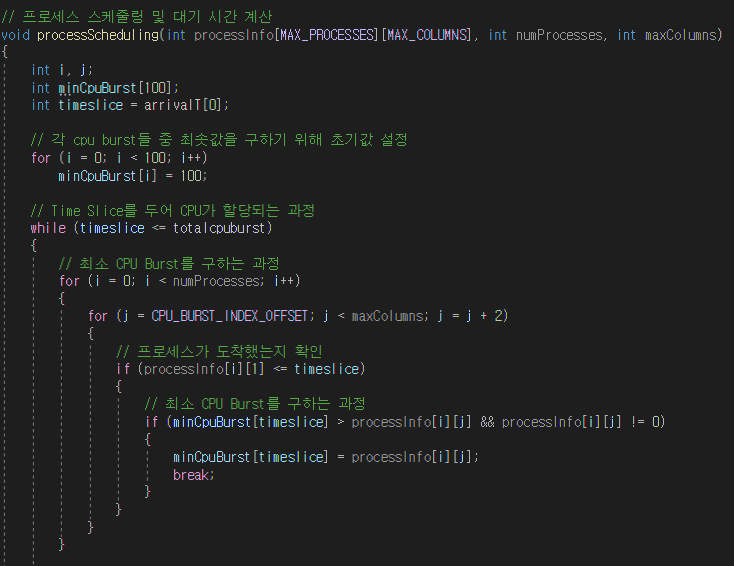 // 프로세스 스케줄링 및 대기 시간 계산
void processScheduling(int processInfo[MAX_PROCESSES][MAX_COLUMNS], int numProcesses, int maxColumns)
{
    int i, j;
    int minCpuBurst[100];
    int timeslice = arrivalT[0];

    // 각 cpu burst들 중 최솟값을 구하기 위해 초기값 설정
    for (i = 0; i < 100; i++)
        minCpuBurst[i] = 100;

    // Time Slice를 두어 CPU가 할당되는 과정
    while (timeslice <= totalcpuburst)
    {
        // 최소 CPU Burst를 구하는 과정
        for (i = 0; i < numProcesses; i++)
        {
            for (j = CPU_BURST_INDEX_OFFSET; j < maxColumns; j = j + 2)
            {
                // 프로세스가 도착했는지 확인
                if (processInfo[i][1] <= timeslice)
                {
                    // 최소 CPU Burst를 구하는 과정
                    if (minCpuBurst[timeslice] > processInfo[i][j] && processInfo[i][j] != 0)
                    {
                        minCpuBurst[timeslice] = processInfo[i][j];
                        break;
                    }
                }
            }
        }